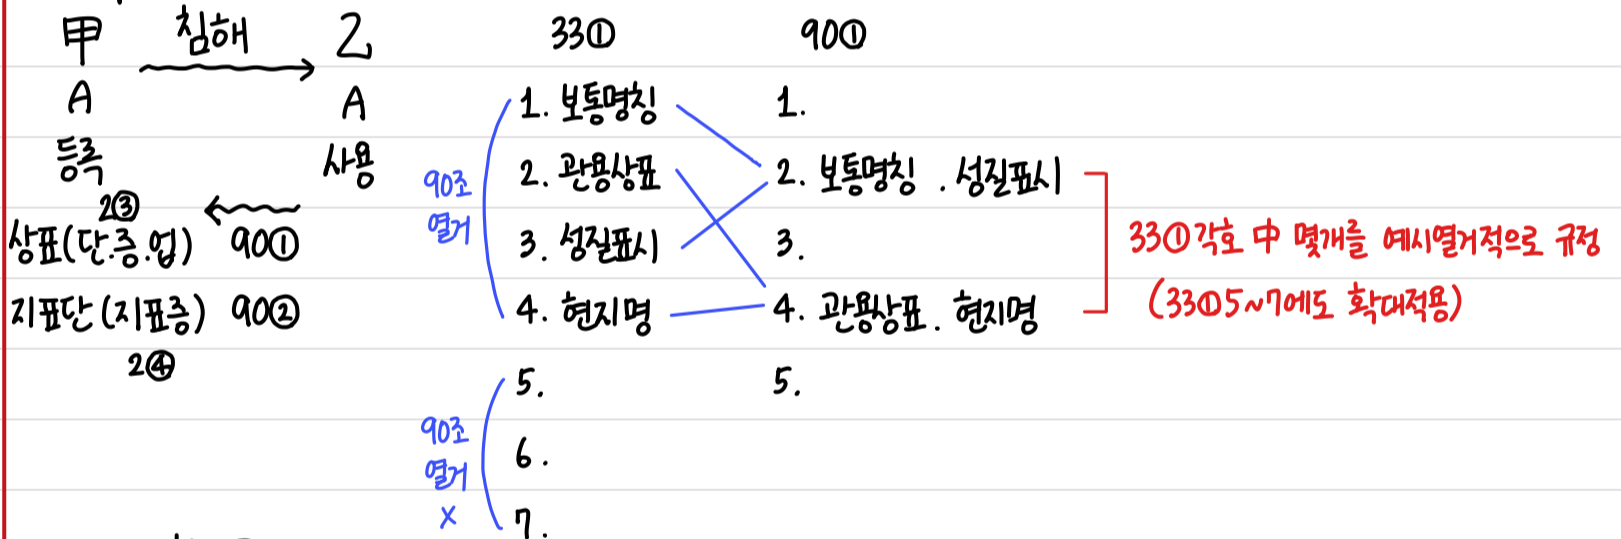 甲 침해 乙 33① 90①
A A 1. 보통명칭 1.
등록 사용 90조 2. 관용상표 2. 보통명칭 . 성질표시
2③ 열거 3. 성질표시 3. 33①각호 中 몇개를 예시열거적으로 규정
상표(단.증.업) 90①
지표단(지표증) 90② 4. 현지명 4. 관용상표 . 현지명 (33①5~7에도 확대적용)
2④
5. 5.
90조 6.
열거
x 7.